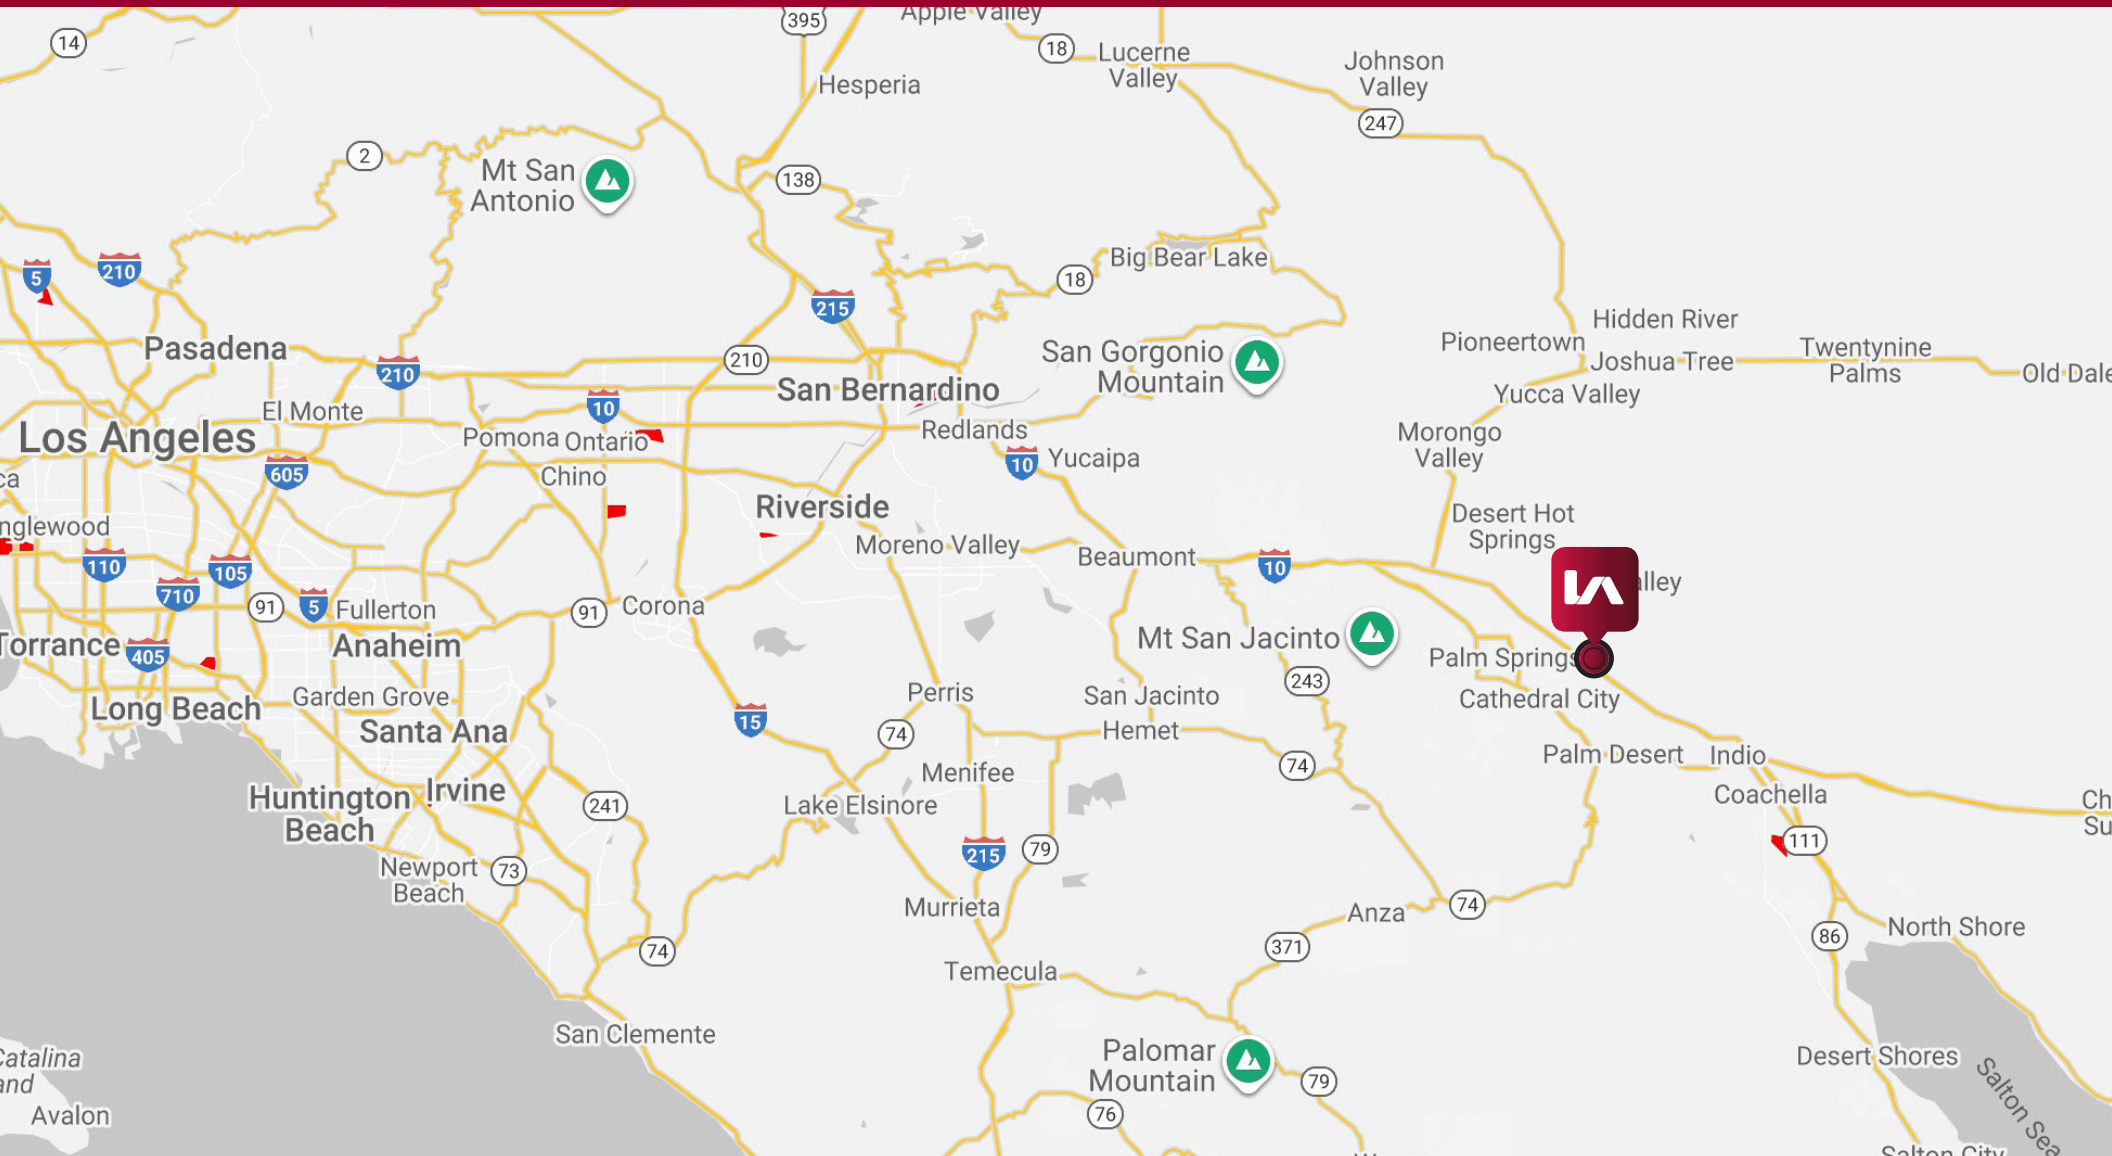 395
Apple Valley
14
18
Lucerne
Valley
Johnson
Valley
Hesperia
247
2
Mt San
Antonio
138
5
210
Big Bear Lake
18
215
Hidden River
Pasadena
210
210
San Gorgonio
Mountain
Pioneertown
Joshua Tree
Twentynine
Palms
Old Dale
San Bernardino
Yucca Valley
El Monte
10
Los Angeles
Pomona
Ontario
Redlands
Morongo
Valley
605
Chino
10
Yucaipa
ca
nglewood
Riverside
Desert Hot
Springs
Moreno Valley
Beaumont
10
110
105
710
alley
91
5
Fullerton
91
Corona
LA
Torrance
405
Anaheim
Mt San Jacinto
Palm Springs
243
Long Beach
Garden Grove
Perris
San Jacinto
Cathedral City
Santa Ana
15
74
Hemet
74
Palm Desert
Indio
Menifee
Huntington
Beach
Irvine
241
Lake Elsinore
Coachella
Ch
Su
215
79
111
Newport
Beach
73
Murrieta
Anza
74
74
371
86
North Shore
Temecula
San Clemente
Catalina
and
Avalon
Palomar
Mountain
79
76
Desert Shores
Salton Sea
Salton City